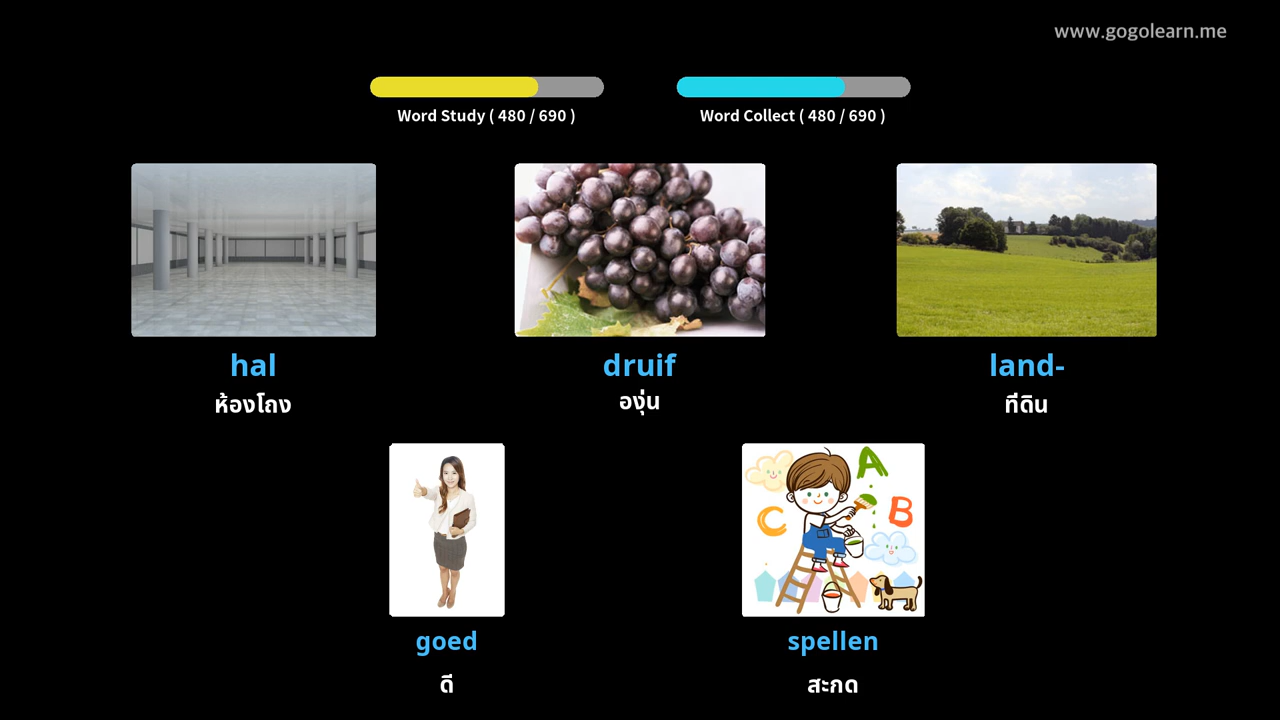 www.gogolearn.me
Word Study ( 480 / 690 )
Word Collect ( 480 / 690 )
hal
ห้องโถง
druif
องุ่น
land-
ที่ดิน
goed
ดี
spellen
สะกด
A
B
C